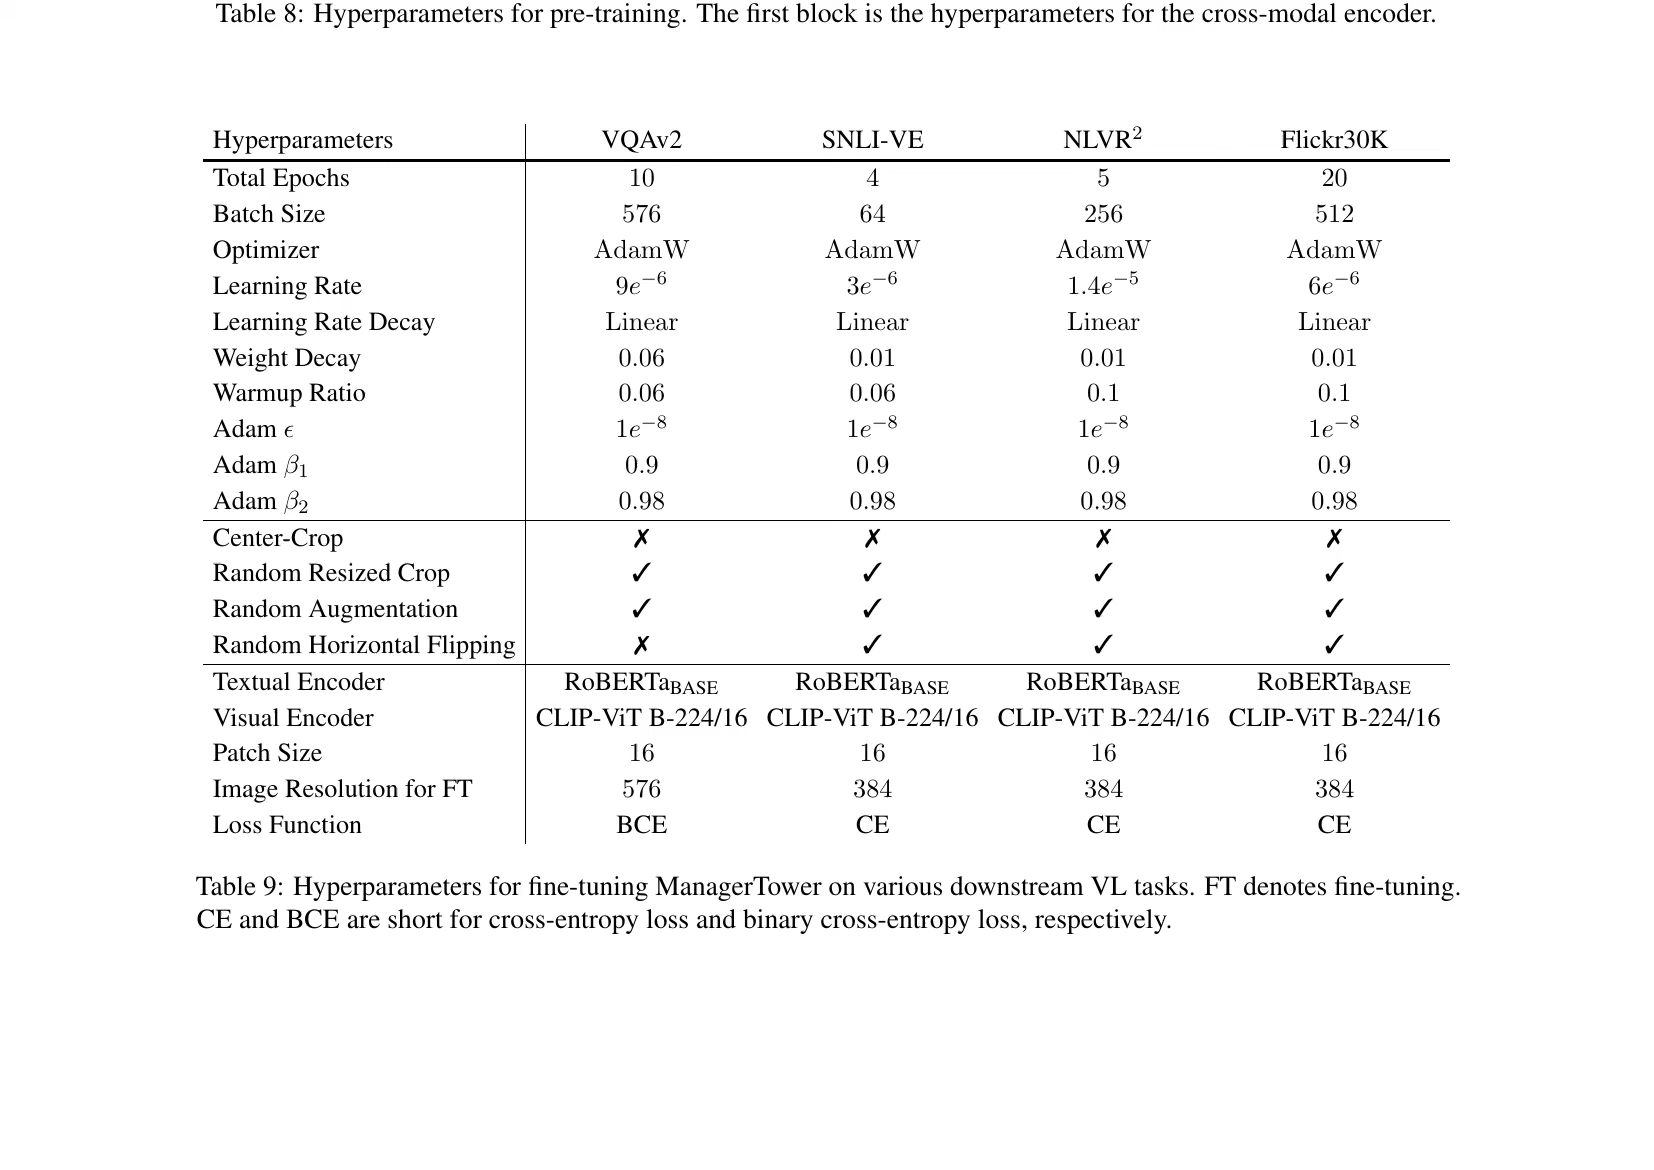 Table 8: Hyperparameters for pre-training. The first block is the hyperparameters for the cross-modal encoder.
Hyperparameters VQAv2 SNLI-VE NLVR² Flickr30K
Total Epochs 10 4 5 20
Batch Size 576 64 256 512
Optimizer AdamW AdamW AdamW AdamW
Learning Rate 9e⁻⁶ 3e⁻⁶ 1.4e⁻⁵ 6e⁻⁶
Learning Rate Decay Linear Linear Linear Linear
Weight Decay 0.06 0.01 0.01 0.01
Warmup Ratio 0.06 0.06 0.1 0.1
Adam ϵ 1e⁻⁸ 1e⁻⁸ 1e⁻⁸ 1e⁻⁸
Adam β₁ 0.9 0.9 0.9 0.9
Adam β₂ 0.98 0.98 0.98 0.98
Center-Crop ✗ ✗ ✗ ✗
Random Resized Crop ✓ ✓ ✓ ✓
Random Augmentation ✓ ✓ ✓ ✓
Random Horizontal Flipping ✗ ✓ ✓ ✓
Textual Encoder RoBERTaBASE RoBERTaBASE RoBERTaBASE RoBERTaBASE
Visual Encoder CLIP-ViT B-224/16 CLIP-ViT B-224/16 CLIP-ViT B-224/16 CLIP-ViT B-224/16
Patch Size 16 16 16 16
Image Resolution for FT 576 384 384 384
Loss Function BCE CE CE CE
Table 9: Hyperparameters for fine-tuning ManagerTower on various downstream VL tasks. FT denotes fine-tuning.
CE and BCE are short for cross-entropy loss and binary cross-entropy loss, respectively.